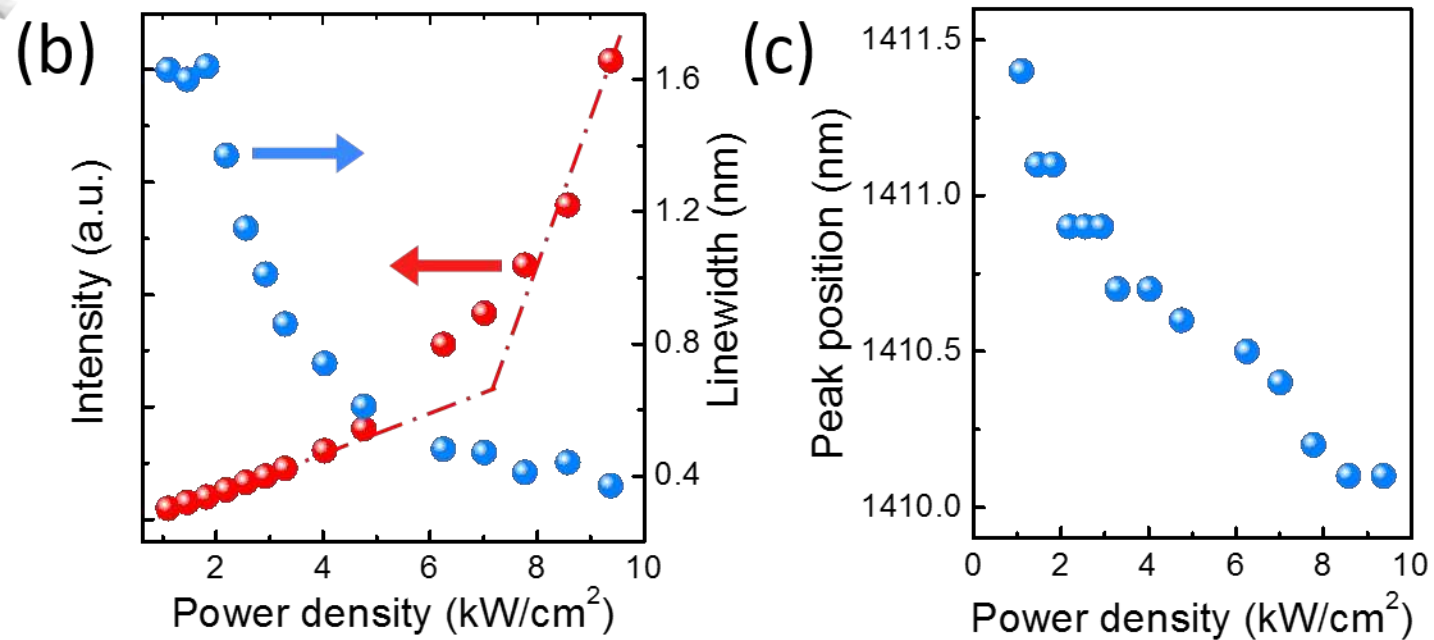 (b)
Intensity (a.u.)
1.6
1.2
0.8
0.4
Linewidth (nm)
2 4 6 8 10
Power density (kW/cm²)
(c)
Peak position (nm)
1411.5
1411.0
1410.5
1410.0
0 2 4 6 8 10
Power density (kW/cm²)